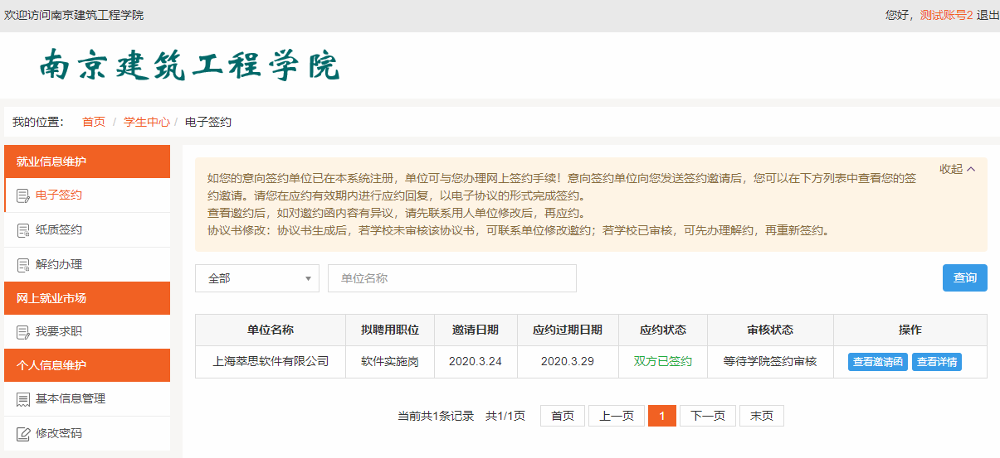 欢迎访问南京建筑工程学院
您好，测试账号2 退出
南京建筑工程学院
我的位置： 首页 / 学生中心 / 电子签约
就业信息维护
电子签约
纸质签约
解约办理
网上就业市场
我要求职
个人信息维护
基本信息管理
修改密码
收起
如您的意向签约单位已在本系统注册，单位可与您办理网上签约手续！意向签约单位向您发送签约邀请后，您可以在下方列表中查看您的签
约邀请。请您在应约有效期内进行应约回复，以电子协议的形式完成签约。
查看邀约后，如对邀约函内容有异议，请先联系用人单位修改后，再应约。
协议书修改：协议书生成后，若学校未审核该协议书，可联系单位修改邀约；若学校已审核，可先办理解约，再重新签约。
全部 单位名称 查询
单位名称 拟聘用职位 邀请日期 应约过期日期 应约状态 审核状态 操作
上海萃思软件有限公司 软件实施岗 2020.3.24 2020.3.29 双方已签约 等待学院签约审核 查看邀请函 查看详情
当前共1条记录 共1/1页 首页 上一页 1 下一页 末页